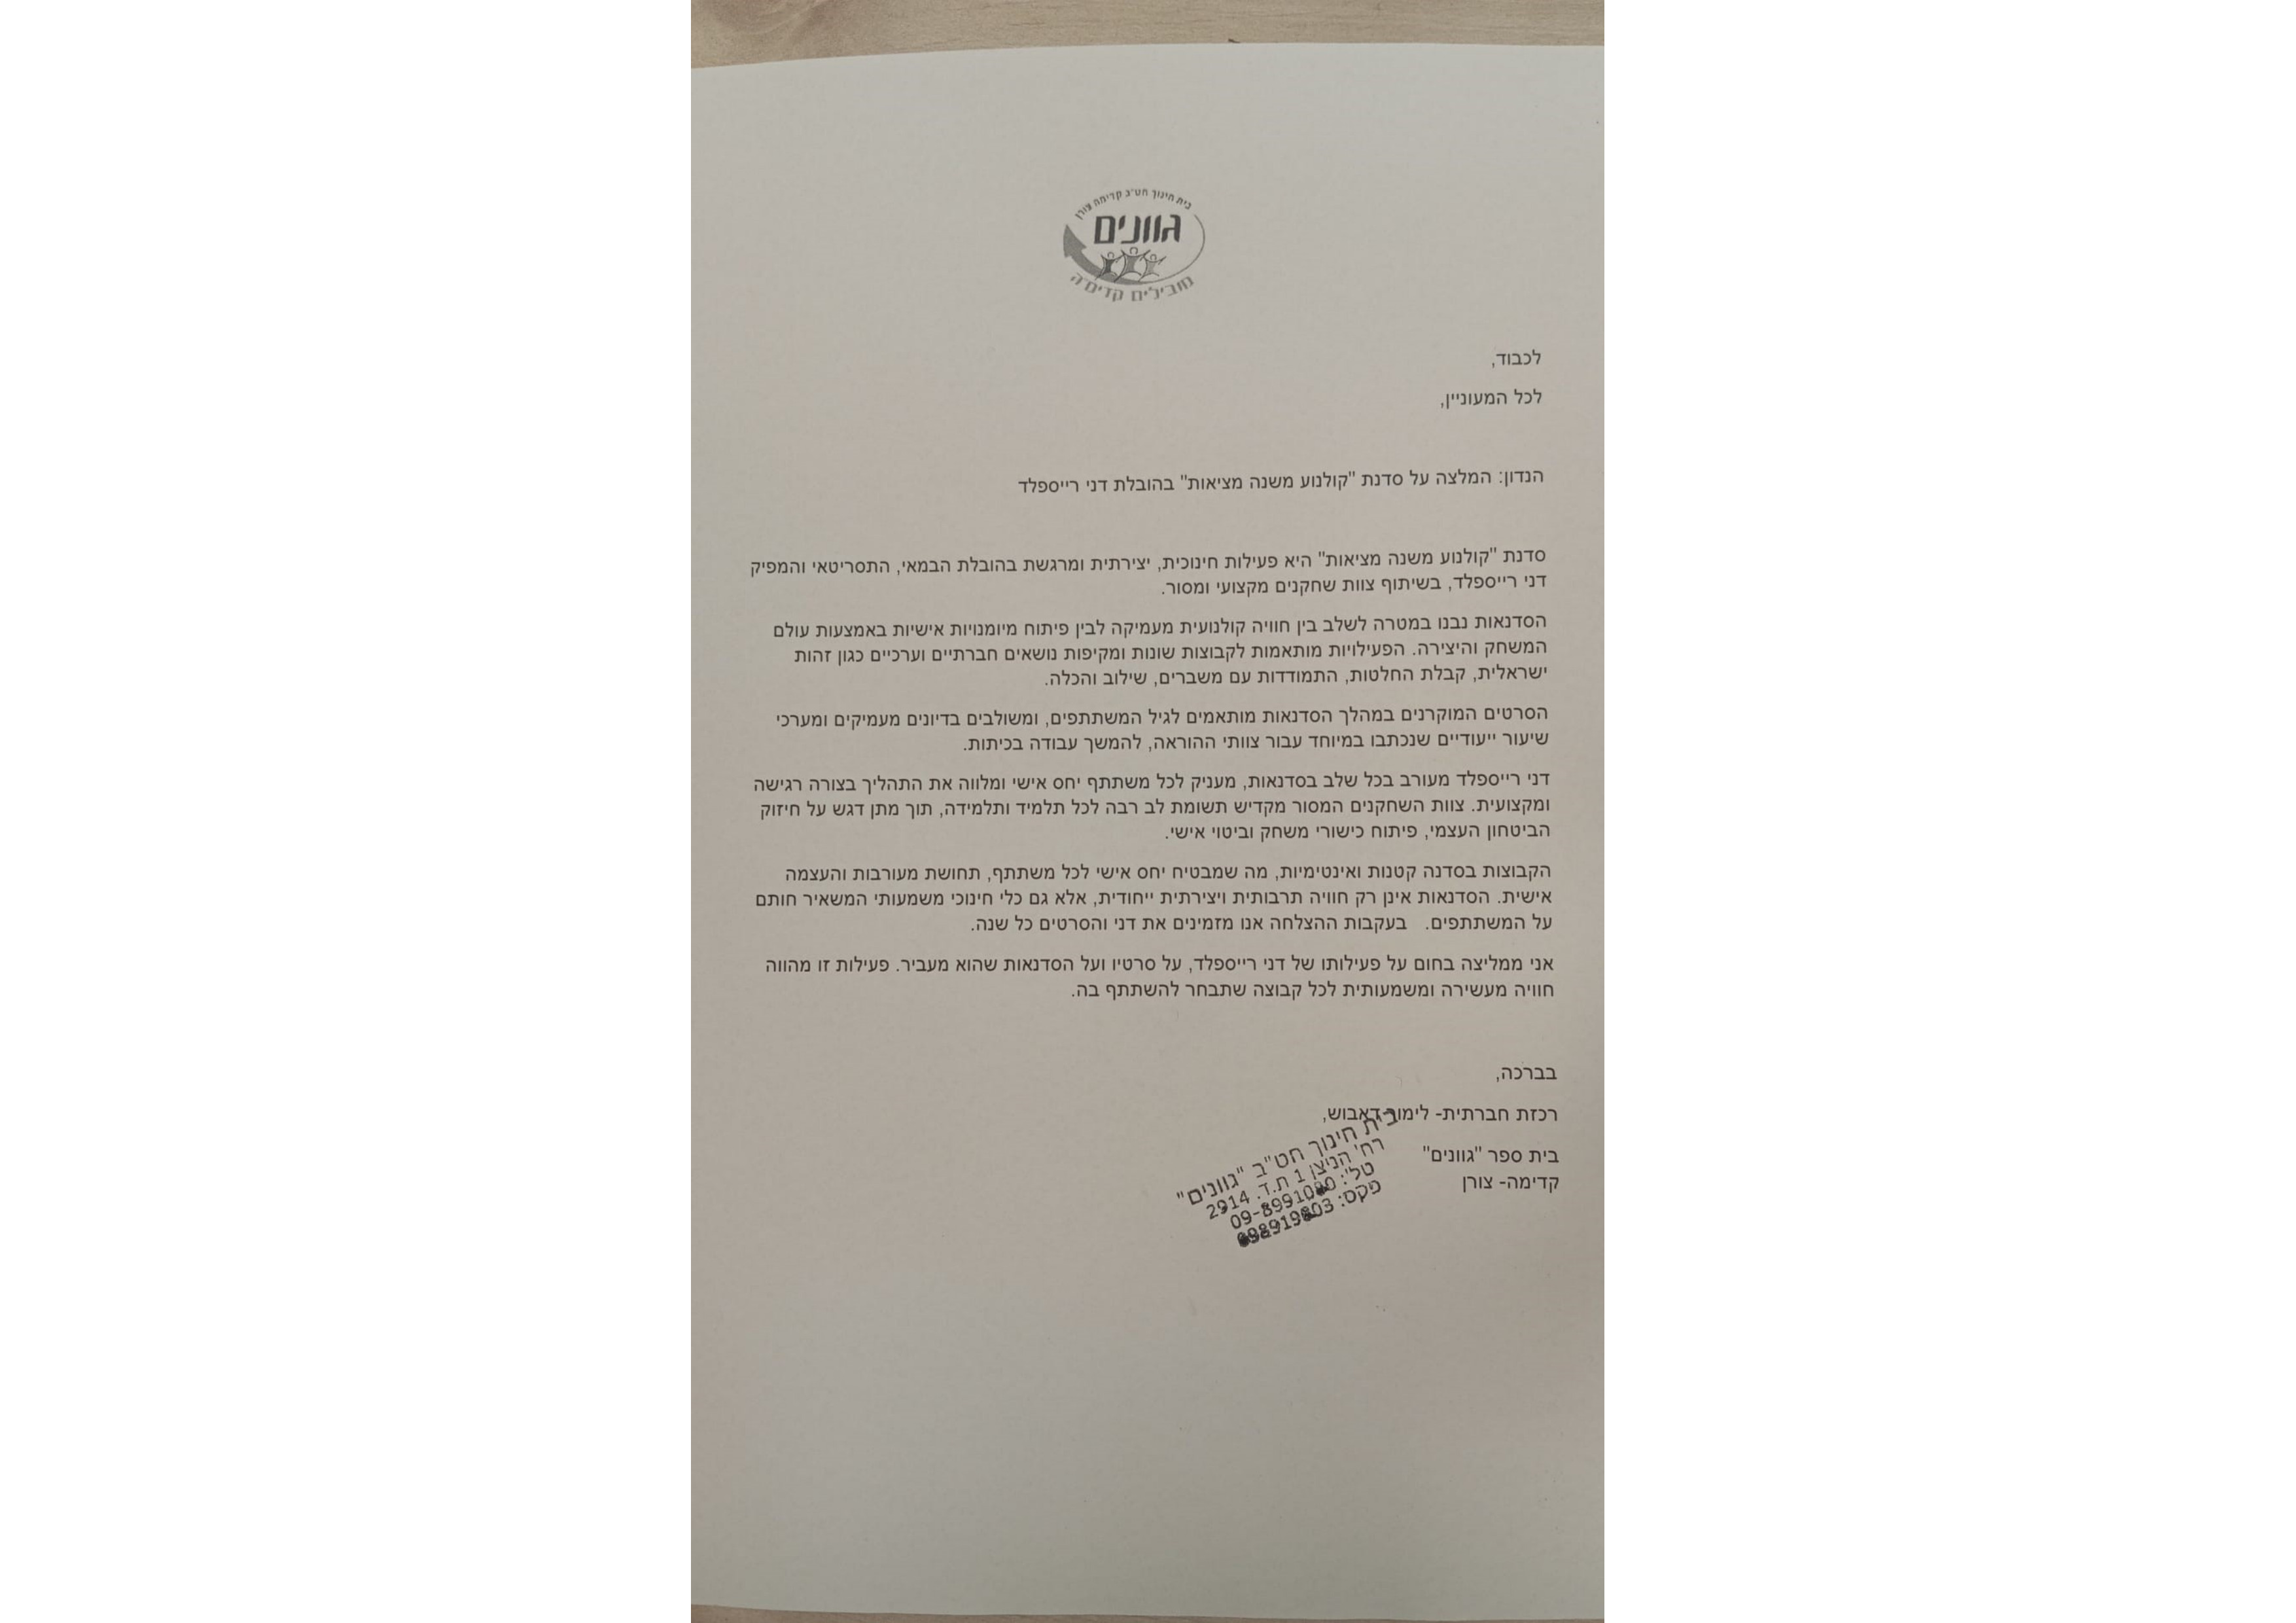 בית חינוך חט"ב קדימה צורן
גוונים
מובילים קדימ"ה
לכבוד,
לכל המעוניין,
הנדון: המלצה על סדנת "קולנוע משנה מציאות" בהובלת דני רייספלד
סדנת "קולנוע משנה מציאות" היא פעילות חינוכית, יצירתית ומרגשת בהובלת הבמאי, התסריטאי והמפיק
דני רייספלד, בשיתוף צוות שחקנים מקצועי ומסור.
הסדנאות נבנו במטרה לשלב בין חוויה קולנועית מעמיקה לבין פיתוח מיומנויות אישיות באמצעות עולם
המשחק והיצירה. הפעילויות מותאמות לקבוצות שונות ומקיפות נושאים חברתיים וערכיים כגון זהות
ישראלית, קבלת החלטות, התמודדות עם משברים, שילוב והכלה.
הסרטים המוקרנים במהלך הסדנאות מותאמים לגיל המשתתפים, ומשולבים בדיונים מעמיקים ומערכי
שיעור ייעודיים שנכתבו במיוחד עבור צוותי ההוראה, להמשך עבודה בכיתות.
דני רייספלד מעורב בכל שלב בסדנאות, מעניק לכל משתתף יחס אישי ומלווה את התהליך בצורה רגישה
ומקצועית. צוות השחקנים המסור מקדיש תשומת לב רבה לכל תלמיד ותלמידה, תוך מתן דגש על חיזוק
הביטחון העצמי, פיתוח כישורי משחק וביטוי אישי.
הקבוצות בסדנה קטנות ואינטימיות, מה שמבטיח יחס אישי לכל משתתף, תחושת מעורבות והעצמה
אישית. הסדנאות אינן רק חוויה תרבותית ויצירתית ייחודית, אלא גם כלי חינוכי משמעותי המשאיר חותם
על המשתתפים. בעקבות ההצלחה אנו מזמינים את דני והסרטים כל שנה.
אני ממליצה בחום על פעילותו של דני רייספלד, על סרטיו ועל הסדנאות שהוא מעביר. פעילות זו מהווה
חוויה מעשירה ומשמעותית לכל קבוצה שתבחר להשתתף בה.
בברכה,
רכזת חברתית- לימור דאבוש,
בית ספר "גוונים"
קדימה- צורן
בית חינוך חט"ב "גוונים"
רח' הניצן 1 ת.ד. 2914
טל': 09-8991080
פקס: 098919803